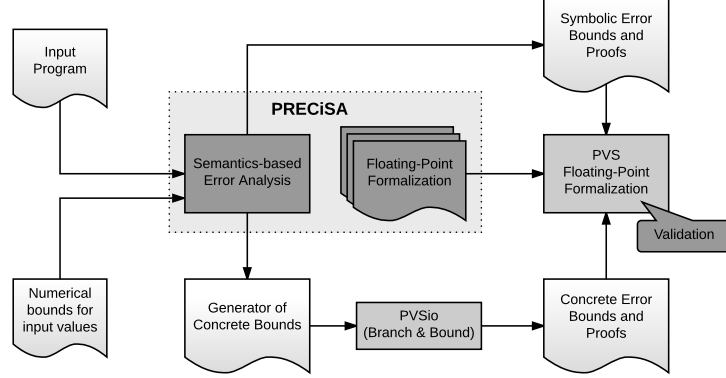 Input
Program
Symbolic Error
Bounds and
Proofs
PRECiSA
Semantics-based
Error Analysis
Floating-Point
Formalization
PVS
Floating-Point
Formalization
Validation
Numerical
bounds for
input values
Generator of
Concrete Bounds
PVSio
(Branch & Bound)
Concrete Error
Bounds and
Proofs